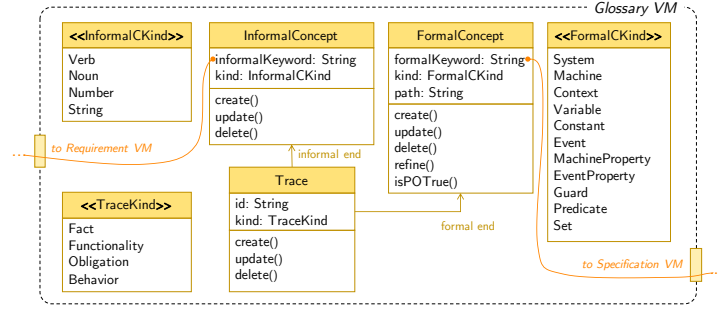 Glossary VM
<<InformalCKind>>
Verb
Noun
Number
String
InformalConcept
informalKeyword: String
kind: InformalCKind
create()
update()
delete()
FormalConcept
formalKeyword: String
kind: FormalCKind
path: String
create()
update()
delete()
refine()
isPOTrue()
<<FormalCKind>>
System
Machine
Context
Variable
Constant
Event
MachineProperty
EventProperty
Guard
Predicate
Set
to Requirement VM
informal end
<<TraceKind>>
Fact
Functionality
Obligation
Behavior
Trace
id: String
kind: TraceKind
create()
update()
delete()
formal end
to Specification VM